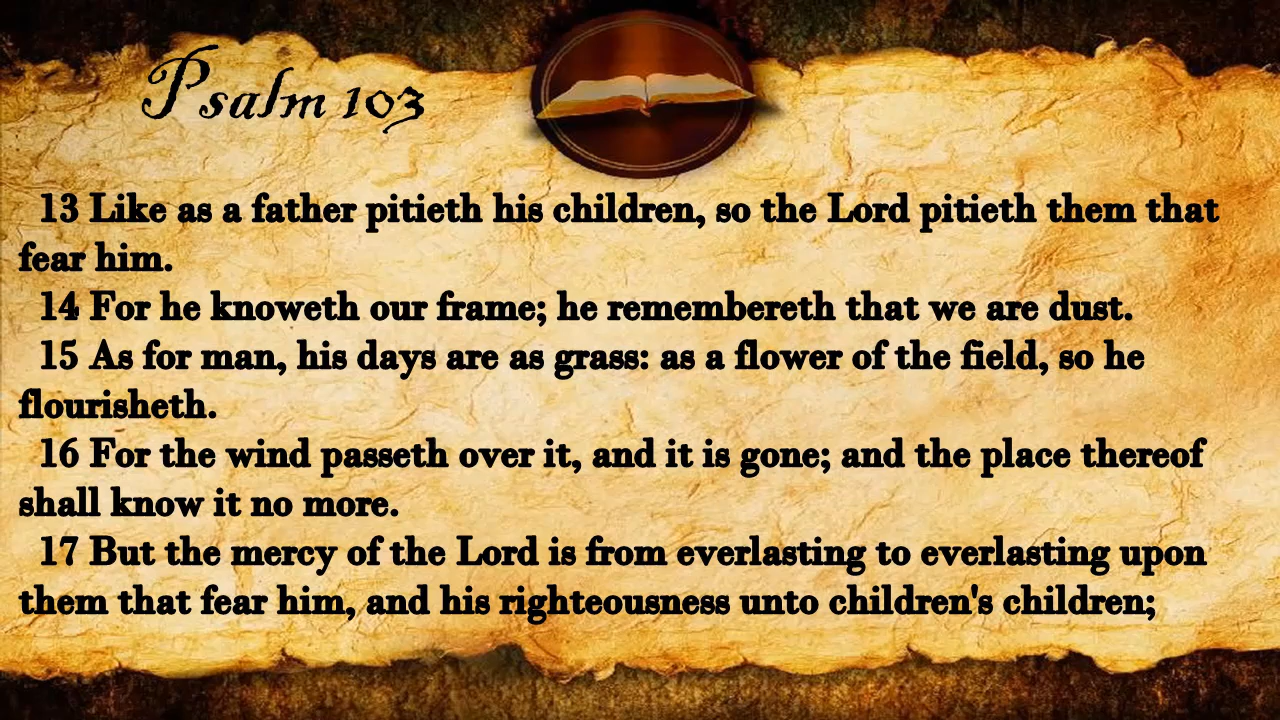 Psalm 103
13 Like as a father pitieth his children, so the Lord pitieth them that
fear him.
14 For he knoweth our frame; he remembereth that we are dust.
15 As for man, his days are as grass: as a flower of the field, so he
flourisheth.
16 For the wind passeth over it, and it is gone; and the place thereof
shall know it no more.
17 But the mercy of the Lord is from everlasting to everlasting upon
them that fear him, and his righteousness unto children's children;